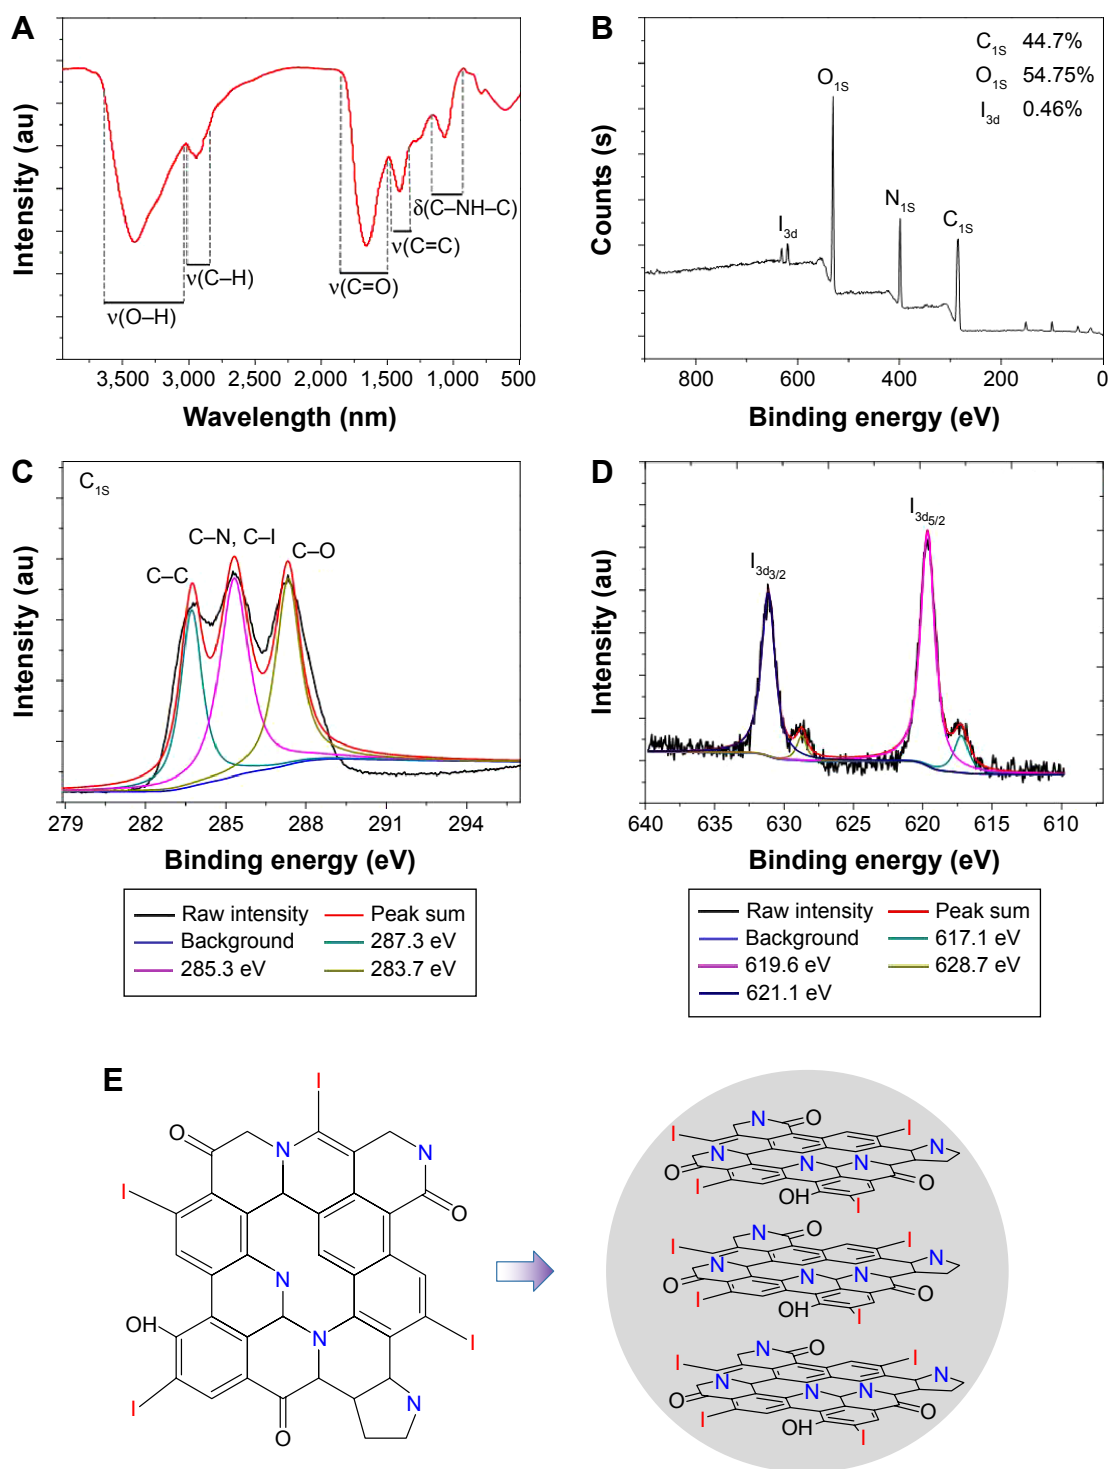 A
Intensity (au)
ν(O–H)
ν(C–H)
ν(C=O)
ν(C=C)
δ(C–NH–C)
3,500 3,000 2,500 2,000 1,500 1,000 500
Wavelength (nm)
B
Counts (s)
C1S 44.7%
O1S 54.75%
I3d 0.46%
I3d
O1S
N1S
C1S
800 600 400 200 0
Binding energy (eV)
C
Intensity (au)
C1S
C–C
C–N, C–I
C–O
279 282 285 288 291 294
Binding energy (eV)
Raw intensity Peak sum
Background 287.3 eV
285.3 eV 283.7 eV
D
Intensity (au)
I3d3/2
I3d5/2
640 635 630 625 620 615 610
Binding energy (eV)
Raw intensity Peak sum
Background 617.1 eV
619.6 eV 628.7 eV
621.1 eV
E
I
O N N
I O
N
OH N I
I N
O
N O
I I N
N N N
O O
I OH I
N O
I I N
N N N
O O
I OH I
N O
I I N
N N N
O O
I OH I